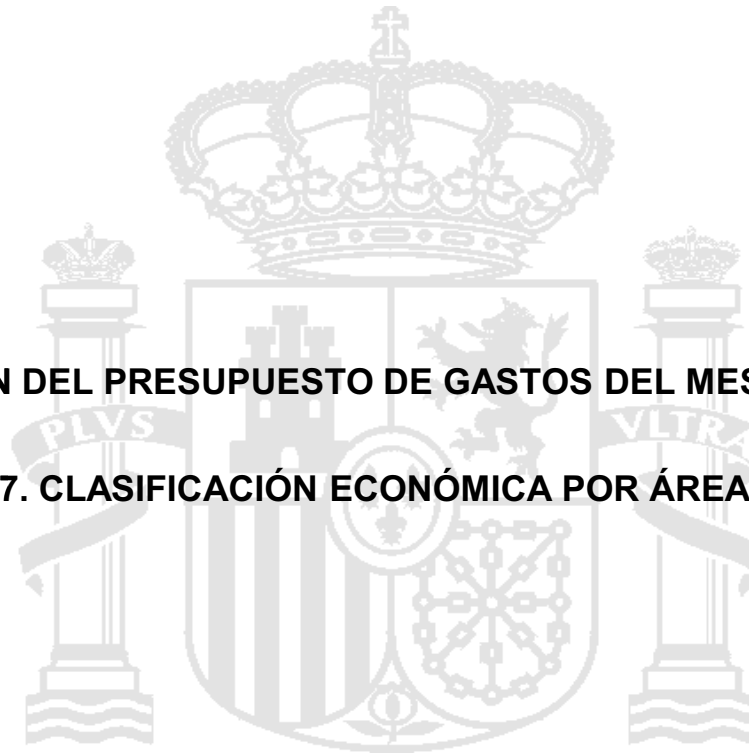 N DEL PRESUPUESTO DE GASTOS DEL MES
7. CLASIFICACIÓN ECONÓMICA POR ÁREA
PLVS
VLTRA